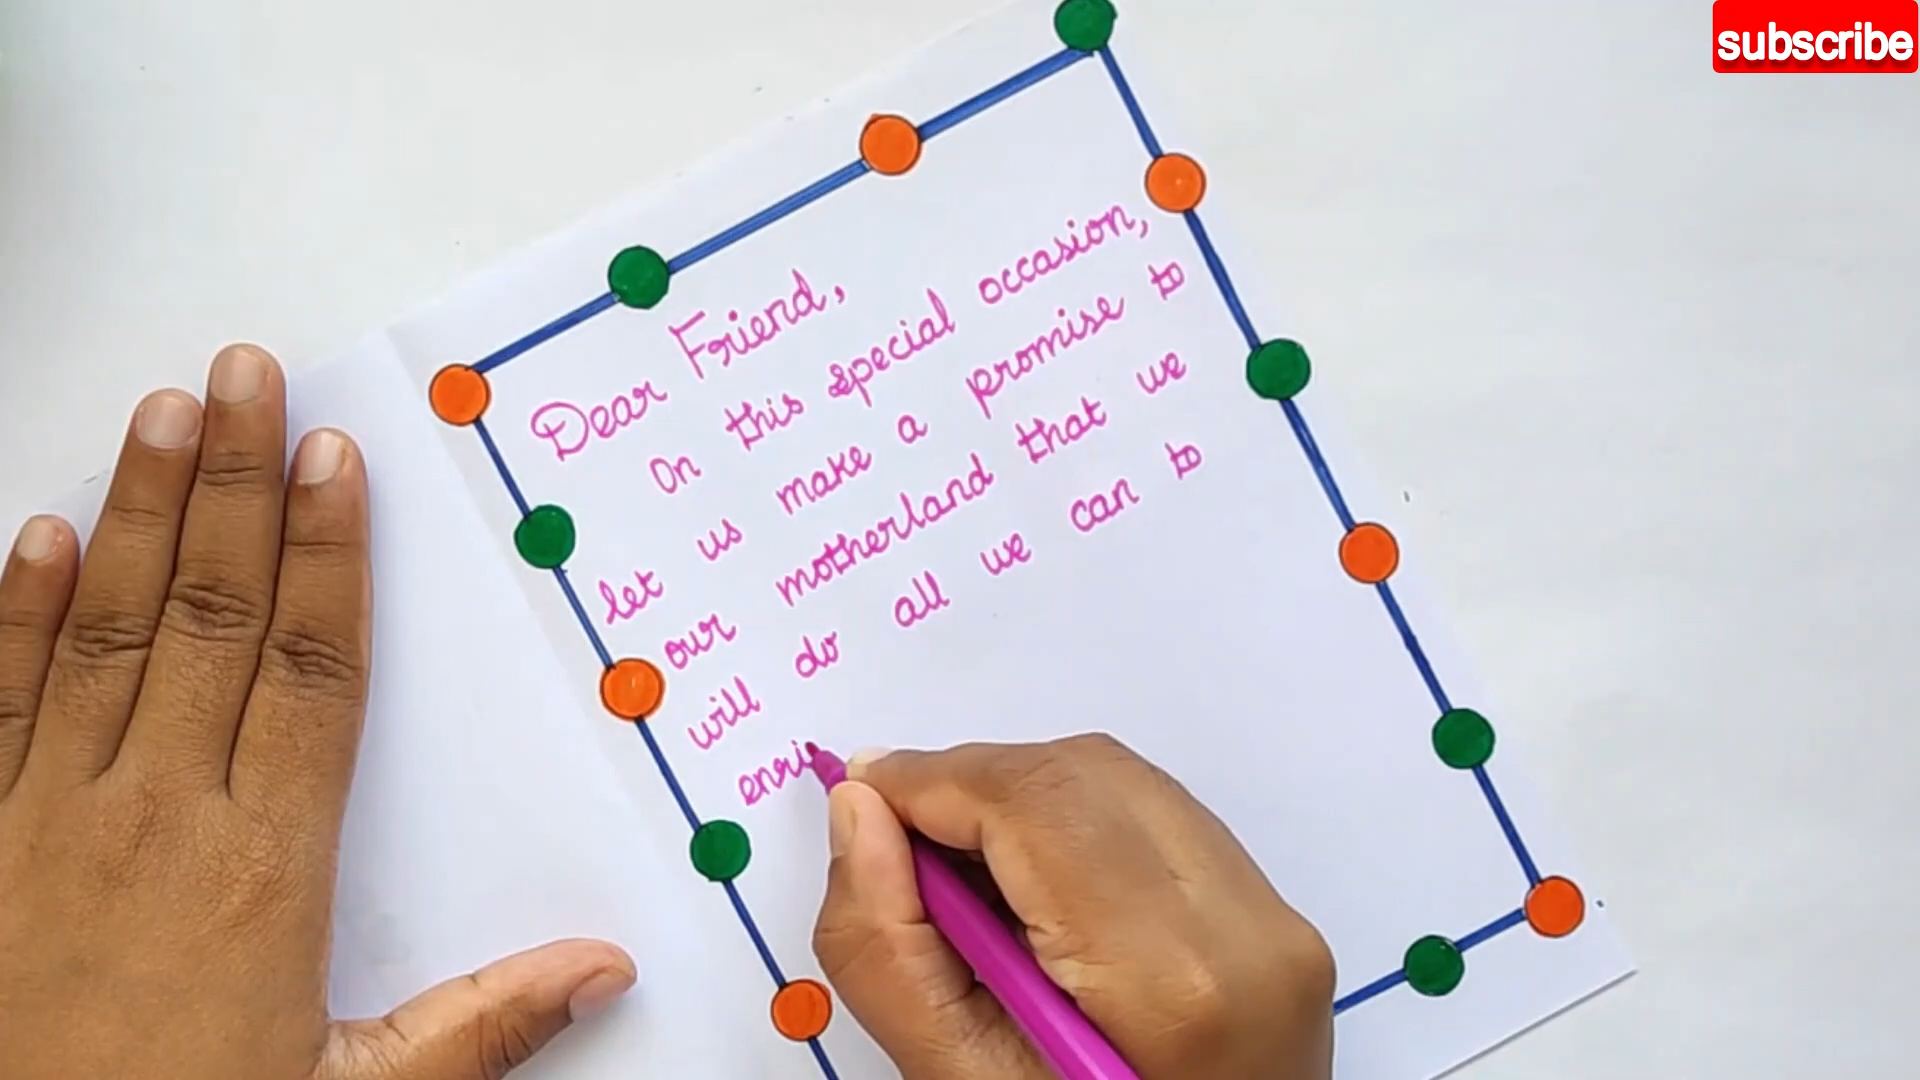 subscribe
Dear Friend,
On this special occasion,
let us make a promise to
our motherland that we
will do all we can to
enri